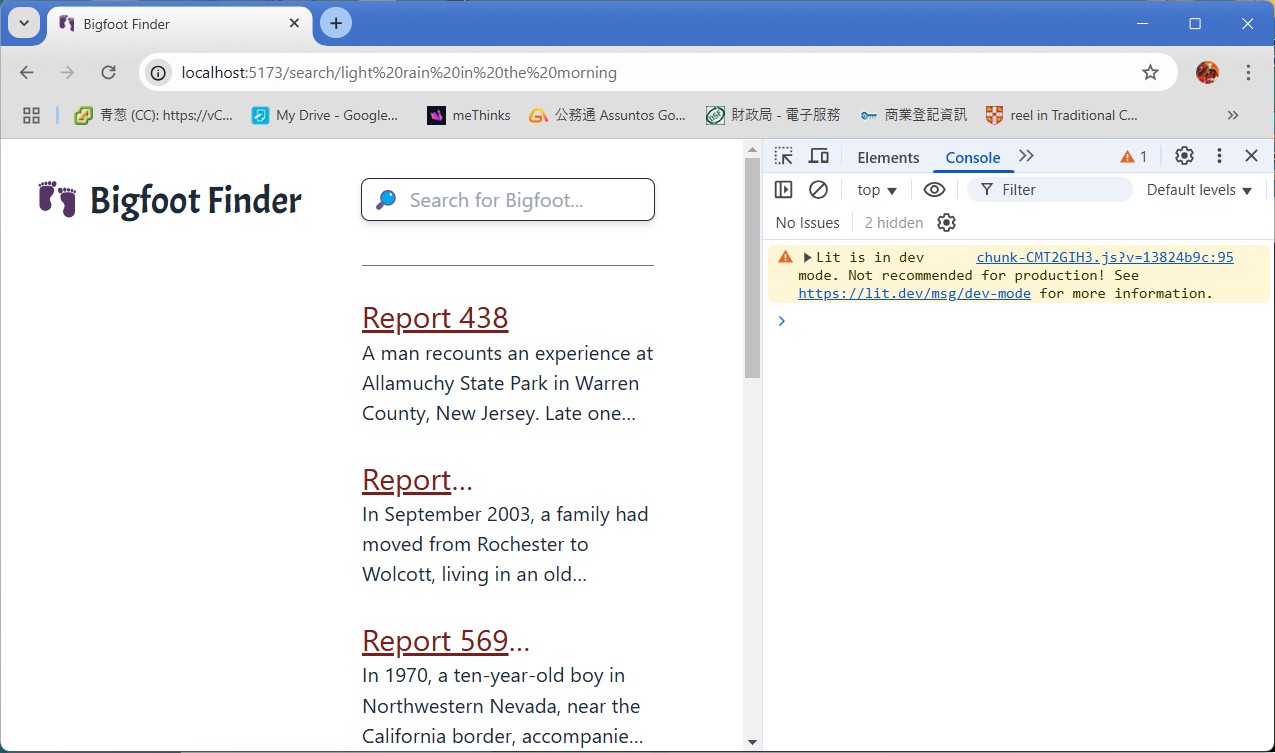 Bigfoot Finder
localhost:5173/search/light%20rain%20in%20the%20morning
青葱 (CC): https://vC...
My Drive - Google...
meThinks
公務通 Assuntos Go...
財政局 - 電子服務
商業登記資訊
reel in Traditional C...
Bigfoot Finder
Search for Bigfoot...
Report 438
A man recounts an experience at
Allamuchy State Park in Warren
County, New Jersey. Late one...
Report...
In September 2003, a family had
moved from Rochester to
Wolcott, living in an old...
Report 569...
In 1970, a ten-year-old boy in
Northwestern Nevada, near the
California border, accompanie...
Elements
Console
1
top
Filter
Default levels
No Issues
2 hidden
Lit is in dev chunk-CMT2GIH3.js?v=13824b9c:95
mode. Not recommended for production! See
https://lit.dev/msg/dev-mode for more information.